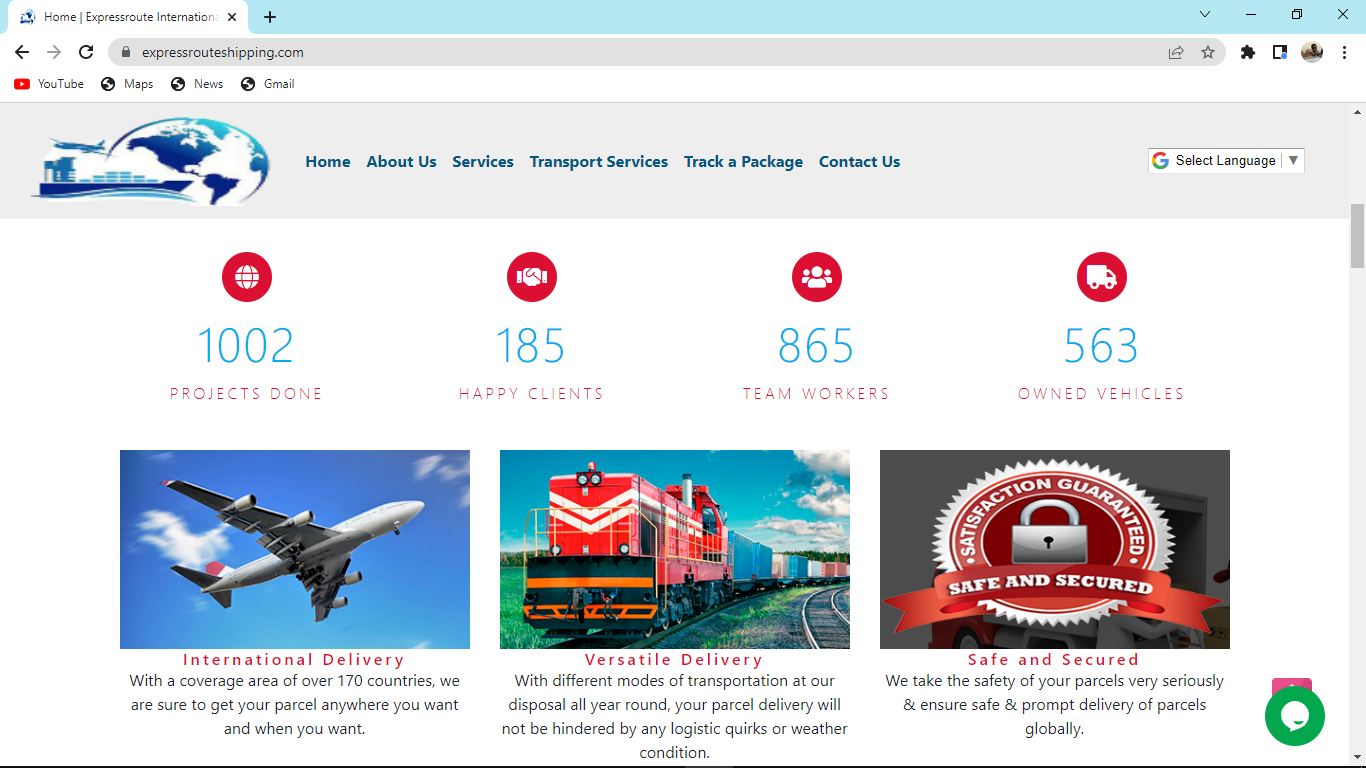 Home | Expressroute Internationa
expressrouteshipping.com
YouTube Maps News Gmail
Home About Us Services Transport Services Track a Package Contact Us
Select Language ▼
1002
PROJECTS DONE
185
HAPPY CLIENTS
865
TEAM WORKERS
563
OWNED VEHICLES
International Delivery
With a coverage area of over 170 countries, we
are sure to get your parcel anywhere you want
and when you want.
Versatile Delivery
With different modes of transportation at our
disposal all year round, your parcel delivery will
not be hindered by any logistic quirks or weather
condition.
SATISFACTION GUARANTEED
SAFE AND SECURED
Safe and Secured
We take the safety of your parcels very seriously
& ensure safe & prompt delivery of parcels
globally.